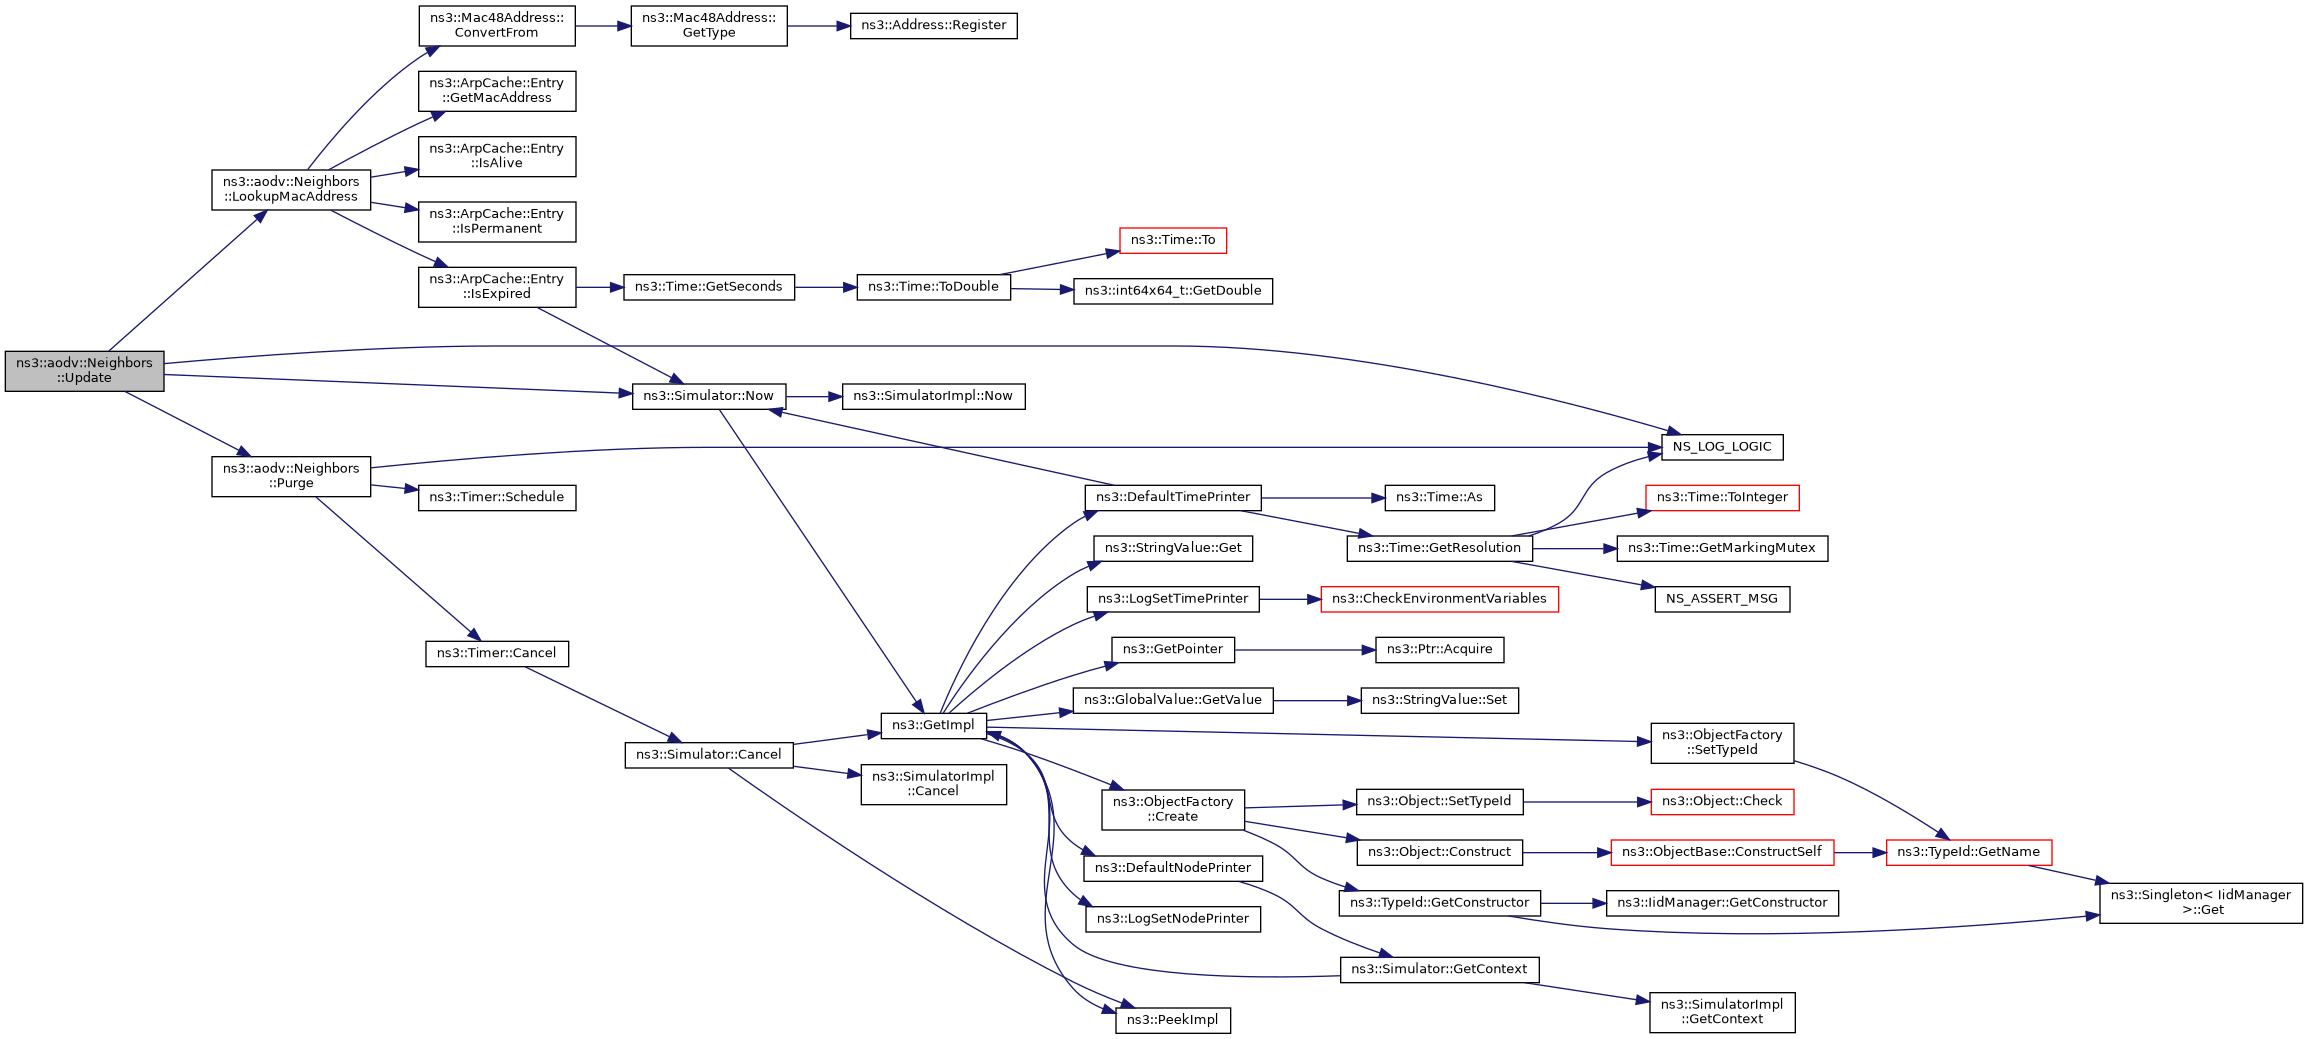 ns3::Mac48Address::
ConvertFrom
ns3::Mac48Address::
GetType
ns3::Address::Register
ns3::ArpCache::Entry
::GetMacAddress
ns3::ArpCache::Entry
::IsAlive
ns3::aodv::Neighbors
::LookupMacAddress
ns3::ArpCache::Entry
::IsPermanent
ns3::Time::To
ns3::ArpCache::Entry
::IsExpired
ns3::Time::GetSeconds
ns3::Time::ToDouble
ns3::int64x64_t::GetDouble
ns3::aodv::Neighbors
::Update
ns3::Simulator::Now
ns3::SimulatorImpl::Now
NS_LOG_LOGIC
ns3::aodv::Neighbors
::Purge
ns3::Timer::Schedule
ns3::DefaultTimePrinter
ns3::Time::As
ns3::Time::ToInteger
ns3::StringValue::Get
ns3::Time::GetResolution
ns3::Time::GetMarkingMutex
ns3::LogSetTimePrinter
ns3::CheckEnvironmentVariables
NS_ASSERT_MSG
ns3::Timer::Cancel
ns3::GetPointer
ns3::Ptr::Acquire
ns3::GlobalValue::GetValue
ns3::StringValue::Set
ns3::GetImpl
ns3::ObjectFactory
::SetTypeId
ns3::Simulator::Cancel
ns3::SimulatorImpl
::Cancel
ns3::ObjectFactory
::Create
ns3::Object::SetTypeId
ns3::Object::Check
ns3::Object::Construct
ns3::ObjectBase::ConstructSelf
ns3::TypeId::GetName
ns3::DefaultNodePrinter
ns3::TypeId::GetConstructor
ns3::IidManager::GetConstructor
ns3::Singleton< IidManager
>::Get
ns3::LogSetNodePrinter
ns3::Simulator::GetContext
ns3::SimulatorImpl
::GetContext
ns3::PeekImpl